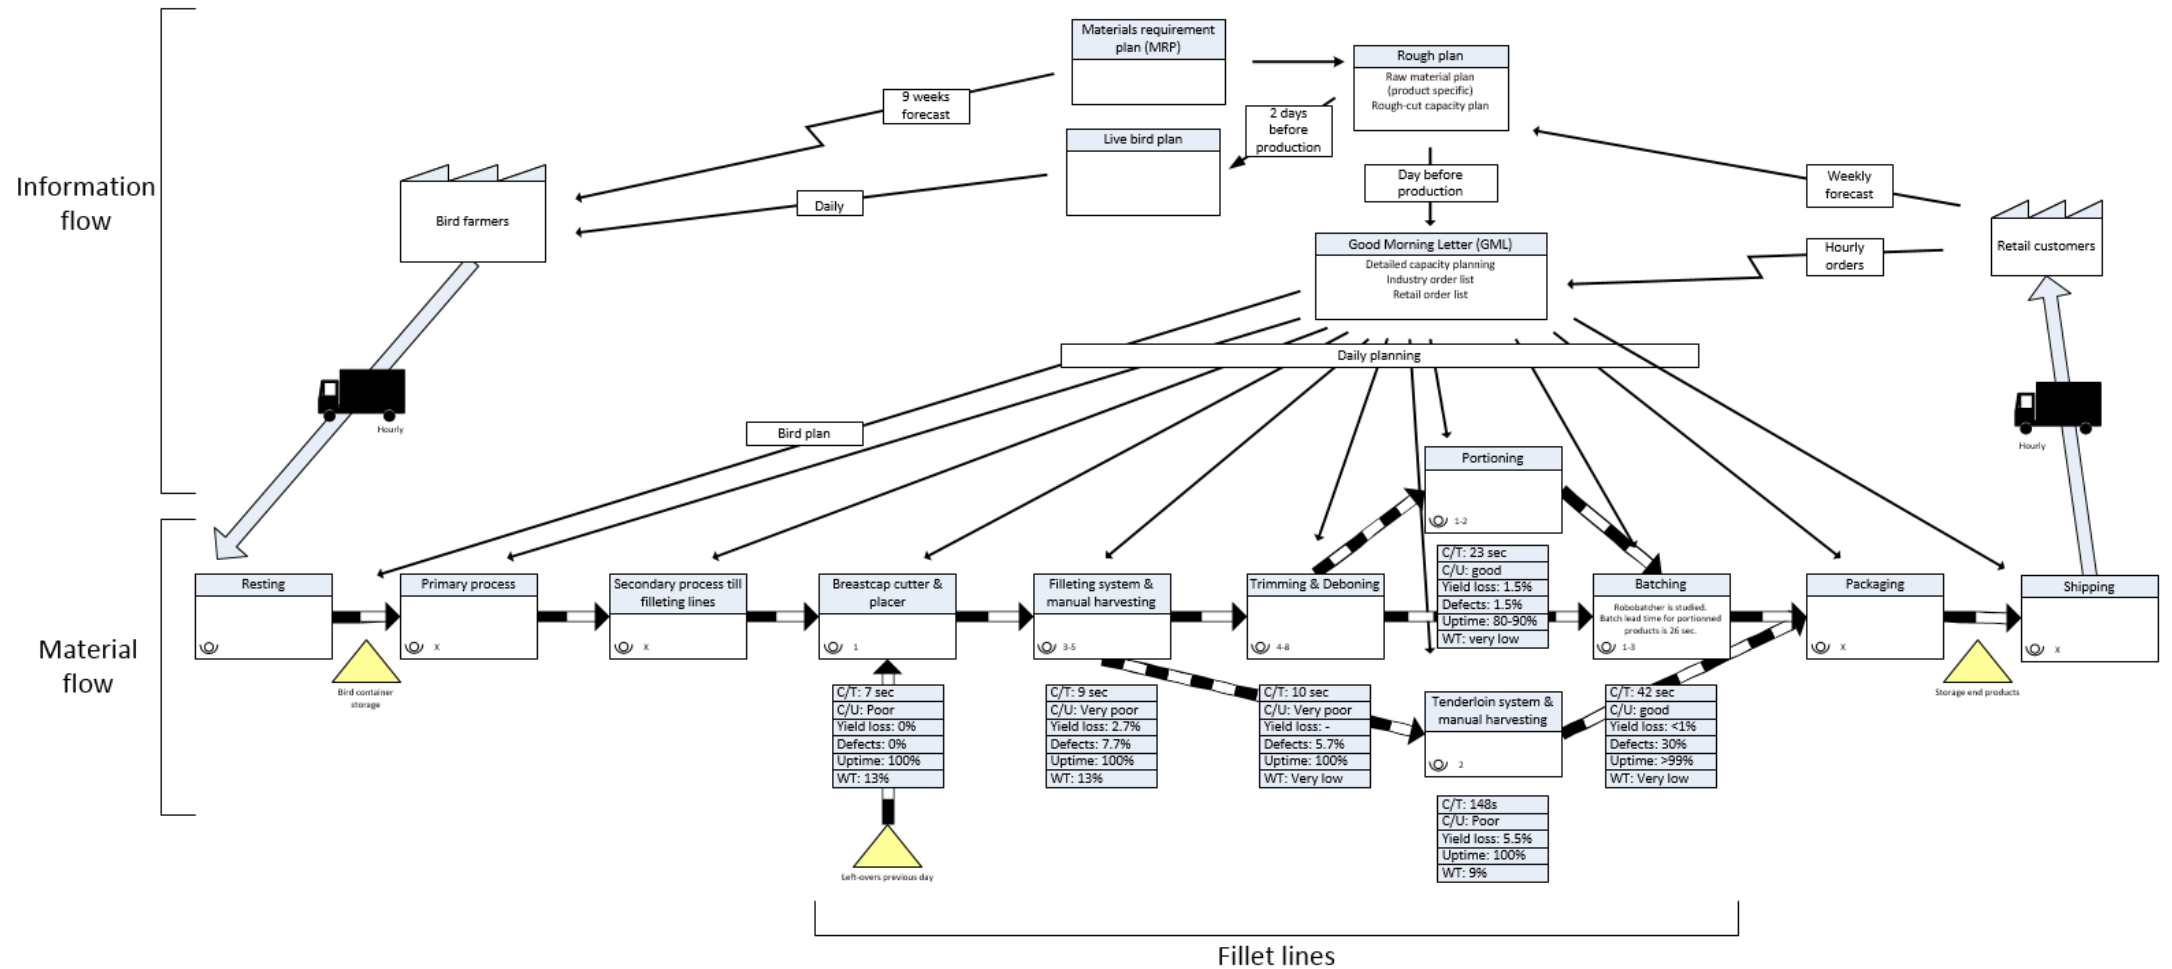 Information
flow
Material
flow
Materials requirement
plan (MRP)
Rough plan
Raw material plan
(product specific)
Rough-cut capacity plan
9 weeks
forecast
2 days
before
production
Live bird plan
Day before
production
Weekly
forecast
Bird farmers
Daily
Retail customers
Good Morning Letter (GML)
Detailed capacity planning
Industry order list
Retail order list
Hourly
orders
Daily planning
Hourly
Bird plan
Hourly
Portioning
1-2
C/T: 23 sec
C/U: good
Yield loss: 1.5%
Defects: 1.5%
Uptime: 80-90%
WT: very low
Resting
Bird container
storage
Primary process
X
Secondary process till
filleting lines
X
Breastcap cutter &
placer
1
Filleting system &
manual harvesting
3-5
Trimming & Deboning
4-8
Batching
Robobatcher is studied.
Batch lead time for portionned
products is 26 sec.
1-3
Packaging
X
Shipping
X
Storage end products
C/T: 7 sec
C/U: Poor
Yield loss: 0%
Defects: 0%
Uptime: 100%
WT: 13%
C/T: 9 sec
C/U: Very poor
Yield loss: 2.7%
Defects: 7.7%
Uptime: 100%
WT: 13%
C/T: 10 sec
C/U: Very poor
Yield loss: -
Defects: 5.7%
Uptime: 100%
WT: Very low
Tenderloin system &
manual harvesting
2
C/T: 42 sec
C/U: good
Yield loss: <1%
Defects: 30%
Uptime: >99%
WT: Very low
C/T: 148s
C/U: Poor
Yield loss: 5.5%
Uptime: 100%
WT: 9%
Left-overs previous day
Fillet lines